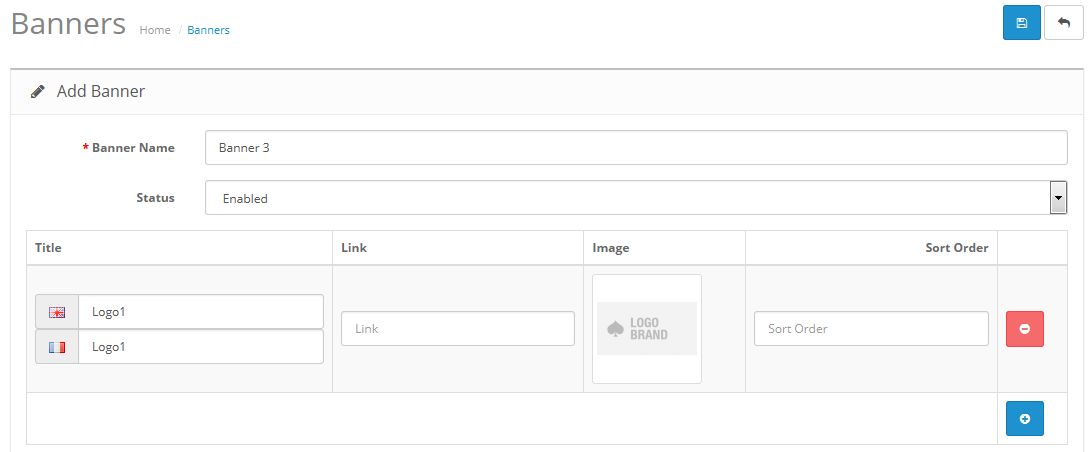 Banners Home / Banners
Add Banner
* Banner Name Banner 3
Status Enabled
Title Link Image Sort Order
Logo1
Logo1
Link
LOGO
BRAND
Sort Order